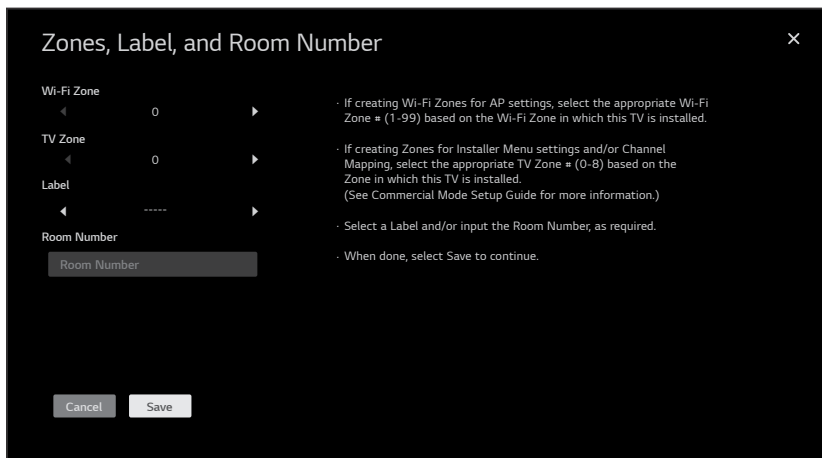 Zones, Label, and Room Number
Wi-Fi Zone
0
TV Zone
0
Label
-----
Room Number
Room Number
· If creating Wi-Fi Zones for AP settings, select the appropriate Wi-Fi
Zone # (1-99) based on the Wi-Fi Zone in which this TV is installed.
· If creating Zones for Installer Menu settings and/or Channel
Mapping, select the appropriate TV Zone # (0-8) based on the
Zone in which this TV is installed.
(See Commercial Mode Setup Guide for more information.)
· Select a Label and/or input the Room Number, as required.
· When done, select Save to continue.
Cancel
Save